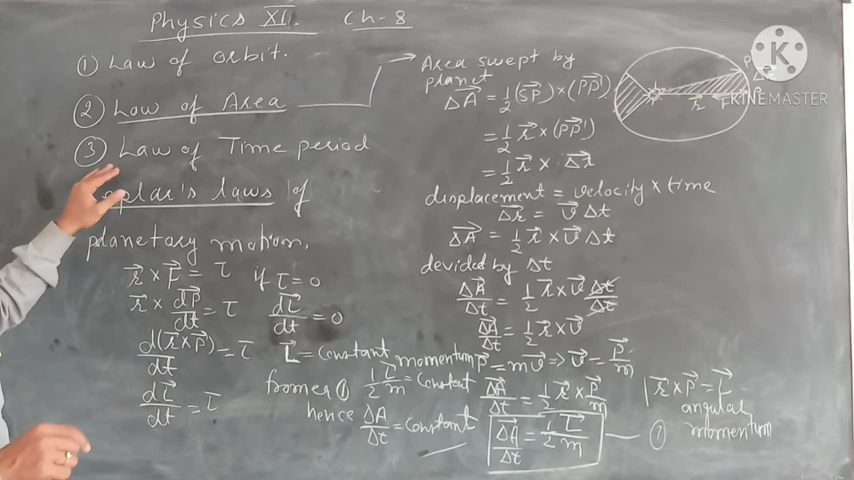 Physics XI. Ch-8
① Law of orbit.
② Low of Area
③ Law of Time period
eplar's laws of
planetary motion.
r⃗ × F⃗ = τ
r⃗ × dP⃗/dt = τ
d(r⃗×P⃗)/dt = τ
dL⃗/dt = τ
if τ=0
dL⃗/dt = 0
L⃗ = constant
fromer ① 1/2 L⃗/m = constant
hence ΔA/Δt = constant
Area swept by
planet
ΔA⃗ = 1/2 (SP⃗) × (PP⃗)
= 1/2 r⃗ × (PP⃗')
= 1/2 r⃗ × Δr⃗
displacement = velocity × time
Δr⃗ = v⃗ Δt
ΔA⃗ = 1/2 r⃗ × v⃗ Δt
devided by Δt
ΔA⃗/Δt = 1/2 r⃗ × v⃗ Δt/Δt
ΔA⃗/Δt = 1/2 r⃗ × v⃗
momentum P⃗ = mv⃗ ⇒ v⃗ = P⃗/m
ΔA⃗/Δt = 1/2 r⃗ × P⃗/m
ΔA⃗/Δt = 1/2 L⃗/m — ①
r⃗ × P⃗ =
angular
momentum
r⃗
K
KINEMASTER